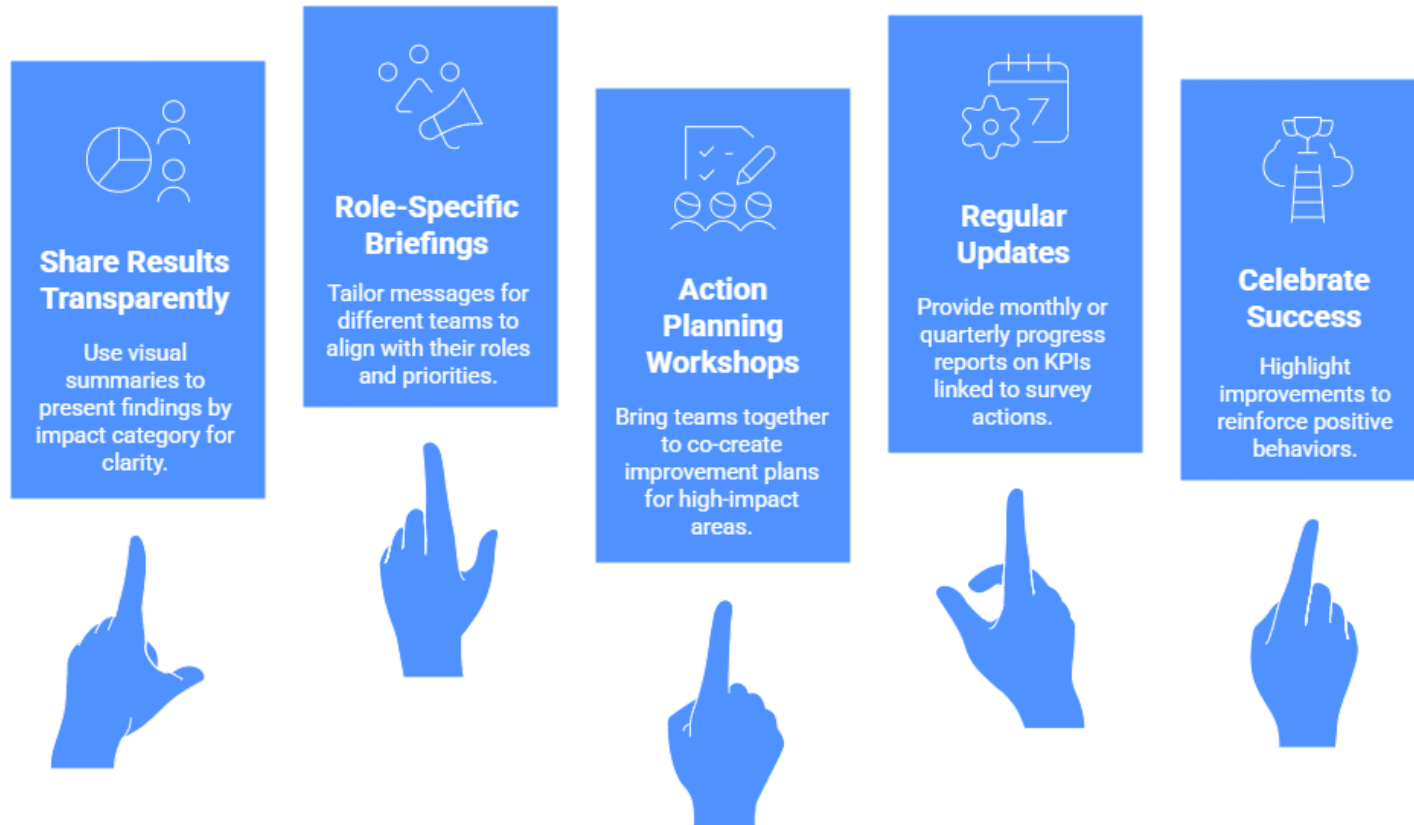 Share Results
Transparently
Use visual
summaries to
present findings by
impact category for
clarity.
Role-Specific
Briefings
Tailor messages for
different teams to
align with their roles
and priorities.
Action
Planning
Workshops
Bring teams together
to co-create
improvement plans
for high-impact
areas.
7
Regular
Updates
Provide monthly or
quarterly progress
reports on KPIs
linked to survey
actions.
Celebrate
Success
Highlight
improvements to
reinforce positive
behaviors.